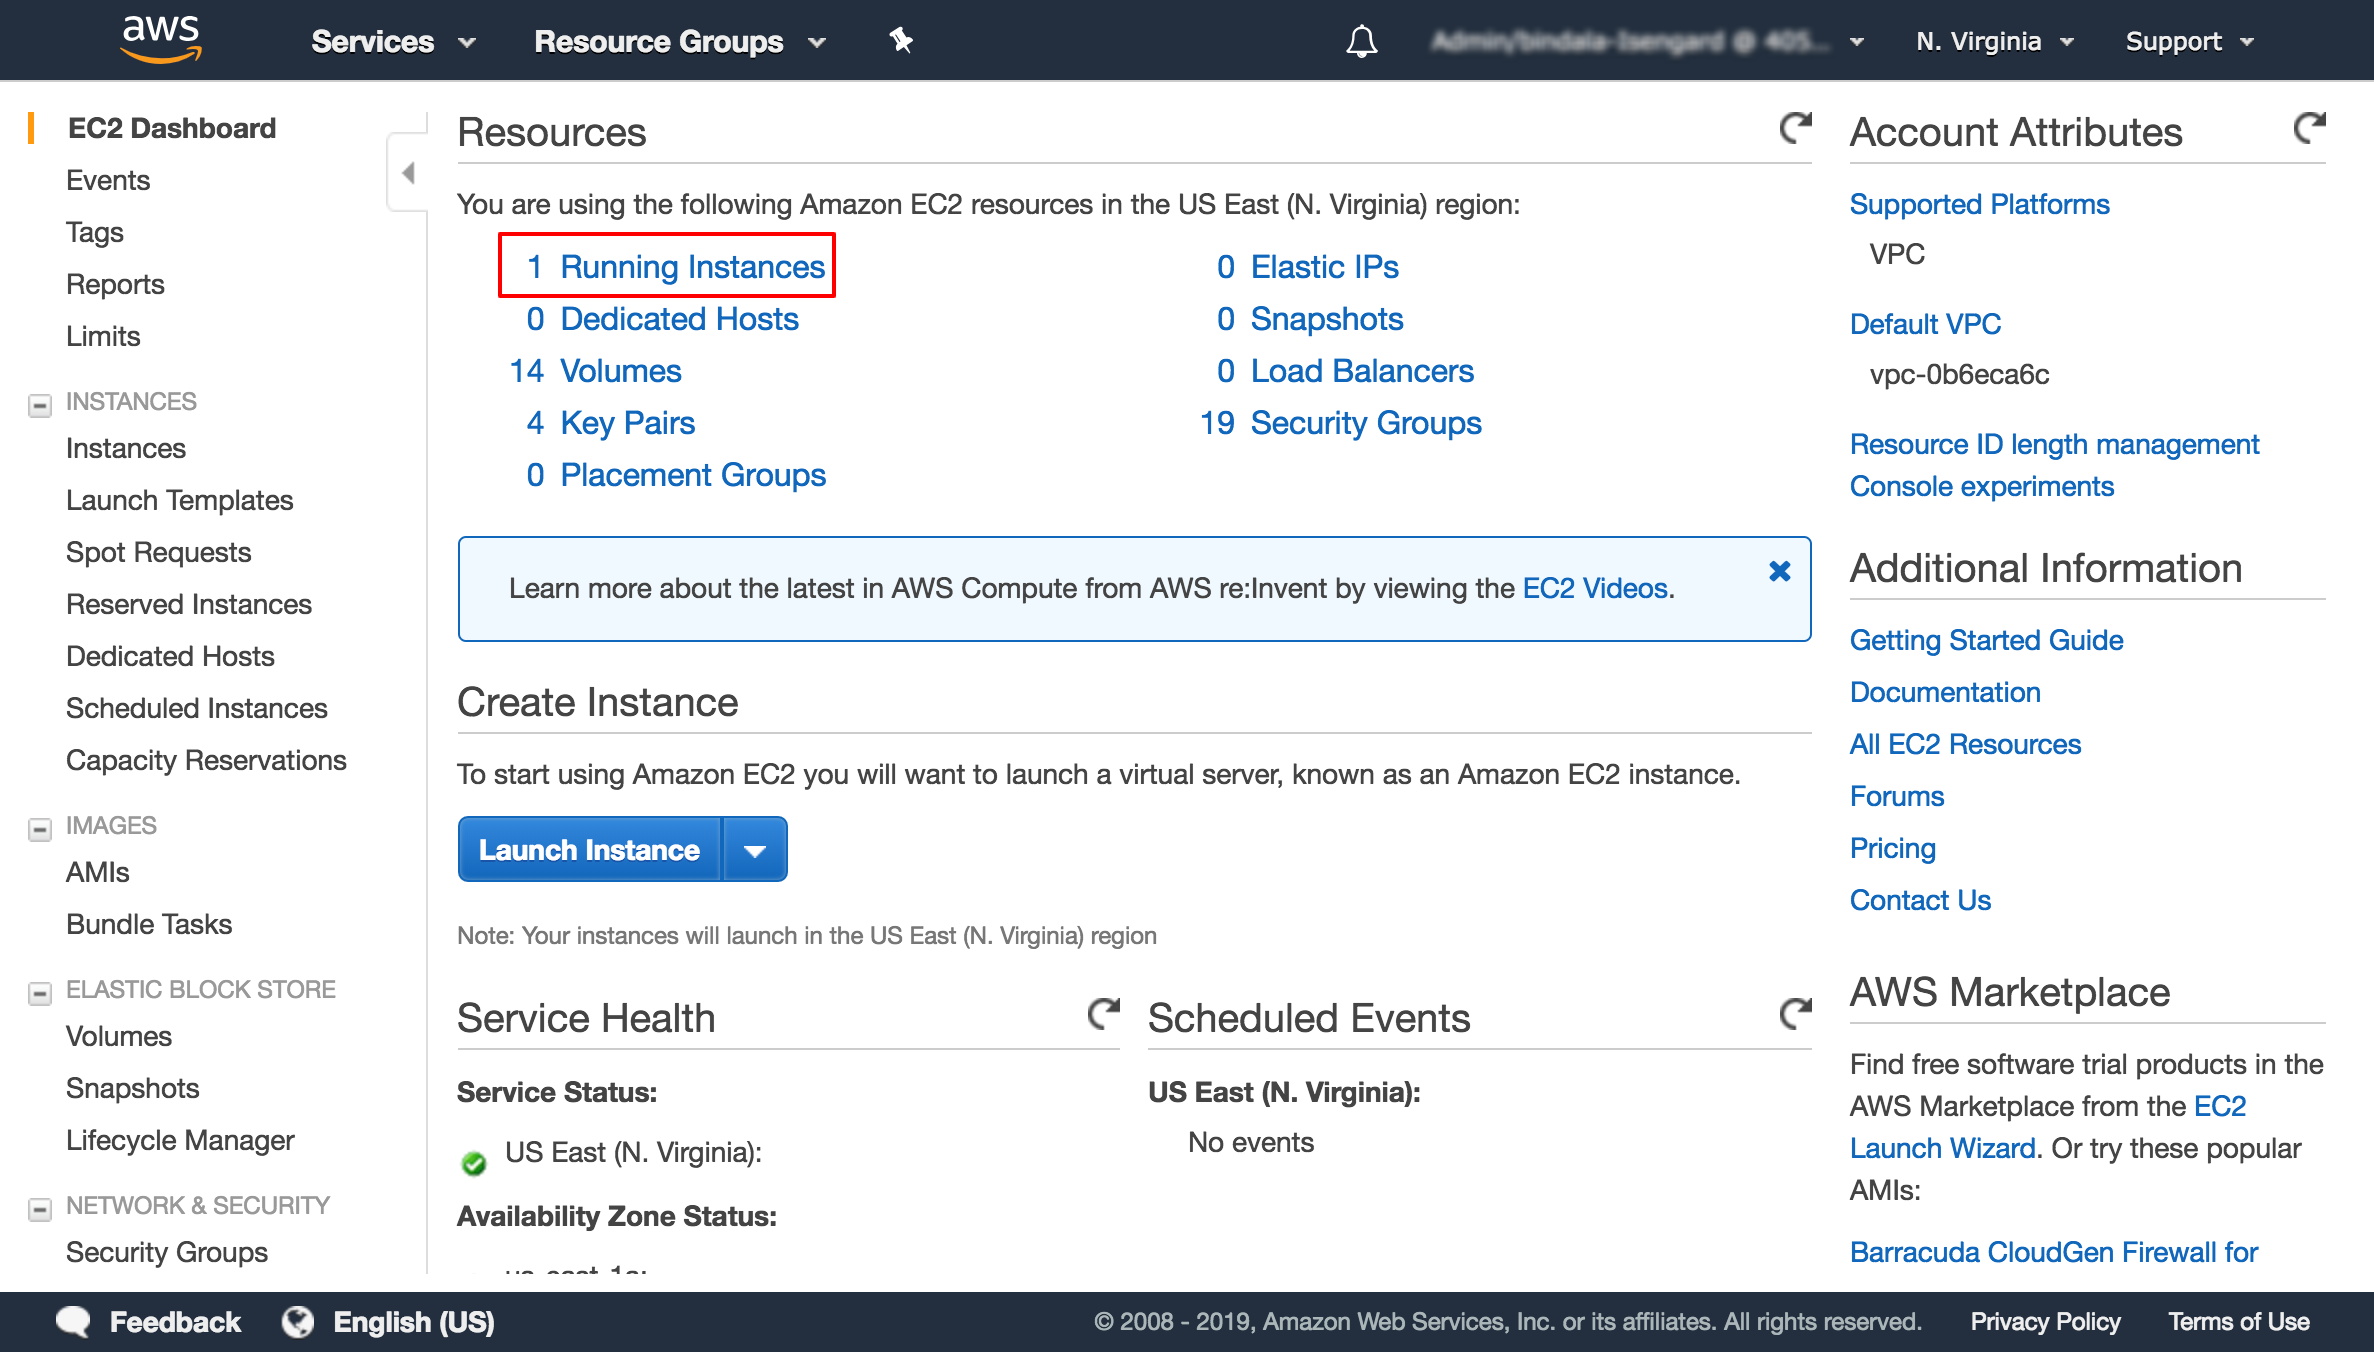 aws
Services
Resource Groups
N. Virginia
Support
EC2 Dashboard
Events
Tags
Reports
Limits
INSTANCES
Instances
Launch Templates
Spot Requests
Reserved Instances
Dedicated Hosts
Scheduled Instances
Capacity Reservations
IMAGES
AMIs
Bundle Tasks
ELASTIC BLOCK STORE
Volumes
Snapshots
Lifecycle Manager
NETWORK & SECURITY
Security Groups
Resources
You are using the following Amazon EC2 resources in the US East (N. Virginia) region:
1 Running Instances
0 Dedicated Hosts
14 Volumes
4 Key Pairs
0 Placement Groups
0 Elastic IPs
0 Snapshots
0 Load Balancers
19 Security Groups
Learn more about the latest in AWS Compute from AWS re:Invent by viewing the EC2 Videos.
Create Instance
To start using Amazon EC2 you will want to launch a virtual server, known as an Amazon EC2 instance.
Launch Instance
Note: Your instances will launch in the US East (N. Virginia) region
Service Health
Service Status:
US East (N. Virginia):
Availability Zone Status:
Scheduled Events
US East (N. Virginia):
No events
Account Attributes
Supported Platforms
VPC
Default VPC
vpc-0b6eca6c
Resource ID length management
Console experiments
Additional Information
Getting Started Guide
Documentation
All EC2 Resources
Forums
Pricing
Contact Us
AWS Marketplace
Find free software trial products in the
AWS Marketplace from the EC2
Launch Wizard. Or try these popular
AMIs:
Barracuda CloudGen Firewall for
Feedback
English (US)
© 2008 - 2019, Amazon Web Services, Inc. or its affiliates. All rights reserved.
Privacy Policy
Terms of Use